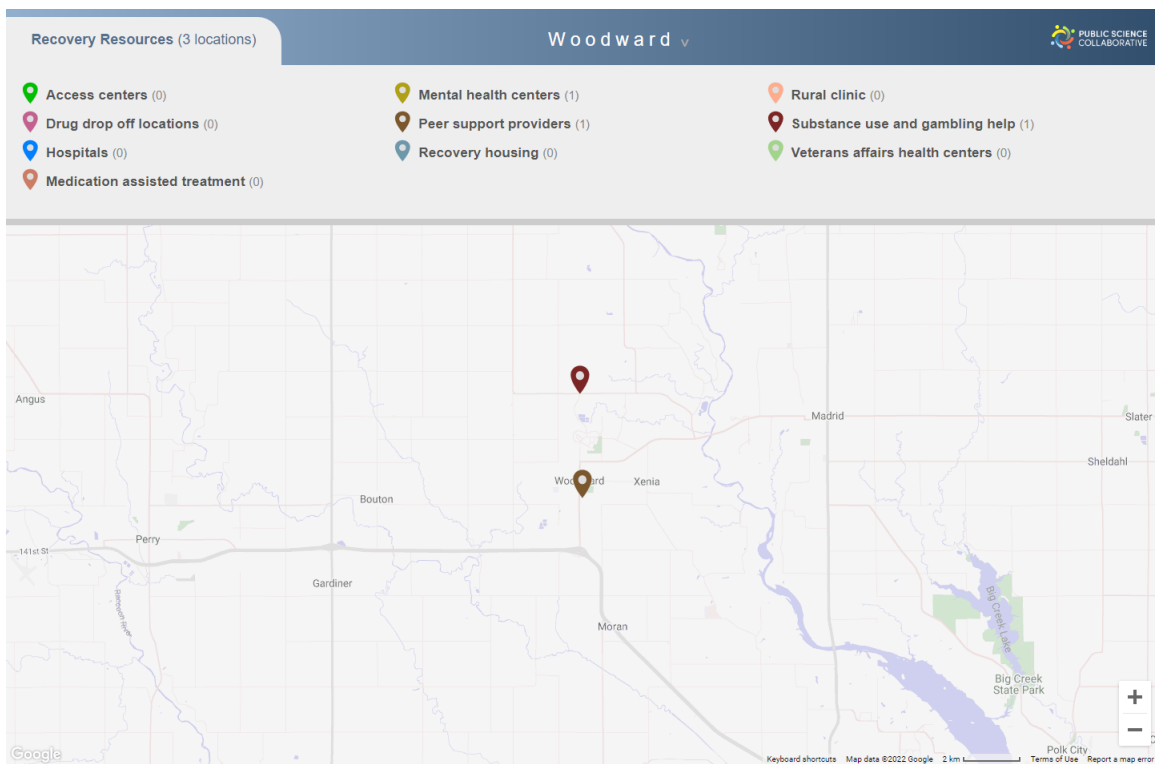 Recovery Resources (3 locations)
Woodward v
PUBLIC SCIENCE
COLLABORATIVE
Access centers (0)
Mental health centers (1)
Rural clinic (0)
Drug drop off locations (0)
Peer support providers (1)
Substance use and gambling help (1)
Hospitals (0)
Recovery housing (0)
Veterans affairs health centers (0)
Medication assisted treatment (0)
Angus
Madrid
Slater
Sheldahl
Woodward
Xenia
Bouton
Perry
141st St
Gardiner
Raccoon River
Moran
Big Creek Lake
Big Creek
State Park
+
−
Polk City
Google
Keyboard shortcuts Map data ©2022 Google 2 km Terms of Use Report a map error